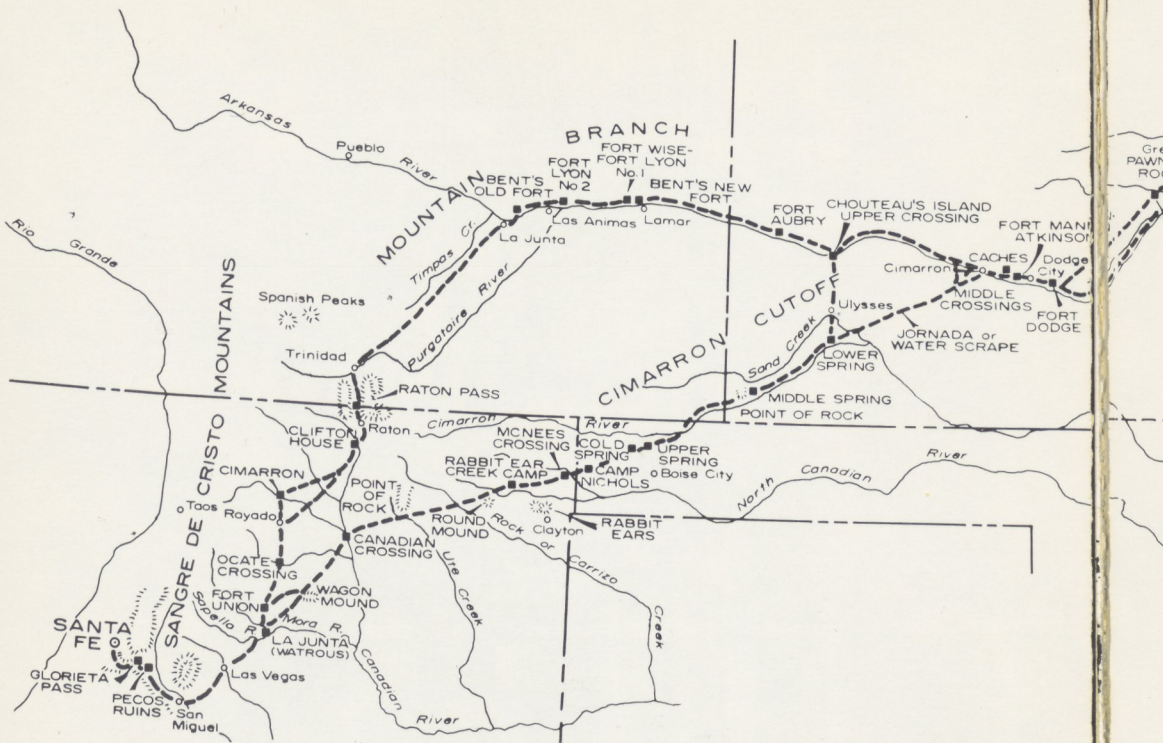 Arkansas
River
Pueblo
MOUNTAIN
BRANCH
BENT'S
OLD FORT
FORT
LYON
No 2
FORT WISE-
FORT LYON
No. 1
BENT'S NEW
FORT
Las Animas
Lamar
La Junta
Timpas Cr.
Purgatoire River
FORT
AUBRY
CHOUTEAU'S ISLAND
UPPER CROSSING
FORT MANN
ATKINSON
CACHES
Dodge
City
Cimarron
MIDDLE
CROSSINGS
FORT
DODGE
PAWN
RO
Rio
Grande
Spanish Peaks
Trinidad
RATON PASS
Raton
CIMARRON CUTOFF
Ulysses
JORNADA or
WATER SCRAPE
Sand Creek
LOWER
SPRING
MIDDLE SPRING
POINT OF ROCK
Cimarron
River
CLIFTON
HOUSE
MCNEES
CROSSING
COLD
SPRING
UPPER
SPRING
Boise City
CAMP
NICHOLS
RABBIT EAR
CREEK CAMP
North Canadian River
SANGRE DE CRISTO MOUNTAINS
CIMARRON
Taos
Rayado
POINT
OF
ROCK
ROUND
MOUND
Rock or Carrizo
Creek
Clayton
RABBIT
EARS
CANADIAN
CROSSING
Ute Creek
OCATE
CROSSING
FORT
UNION
WAGON
MOUND
Sapello R.
Mora R.
LA JUNTA
(WATROUS)
Canadian
River
SANTA
FE
GLORIETA
PASS
PECOS
RUINS
San
Miguel
Las Vegas